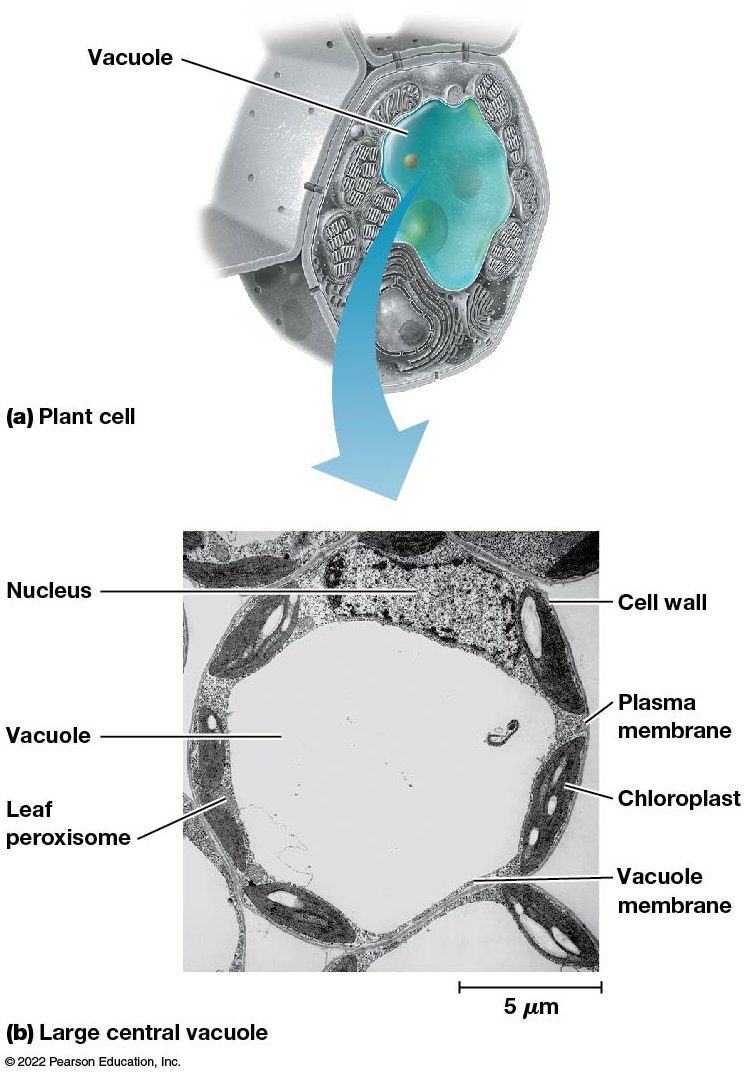 Vacuole
(a) Plant cell
Nucleus
Cell wall
Plasma
membrane
Vacuole
Chloroplast
Leaf
peroxisome
Vacuole
membrane
5 μm
(b) Large central vacuole
© 2022 Pearson Education, Inc.